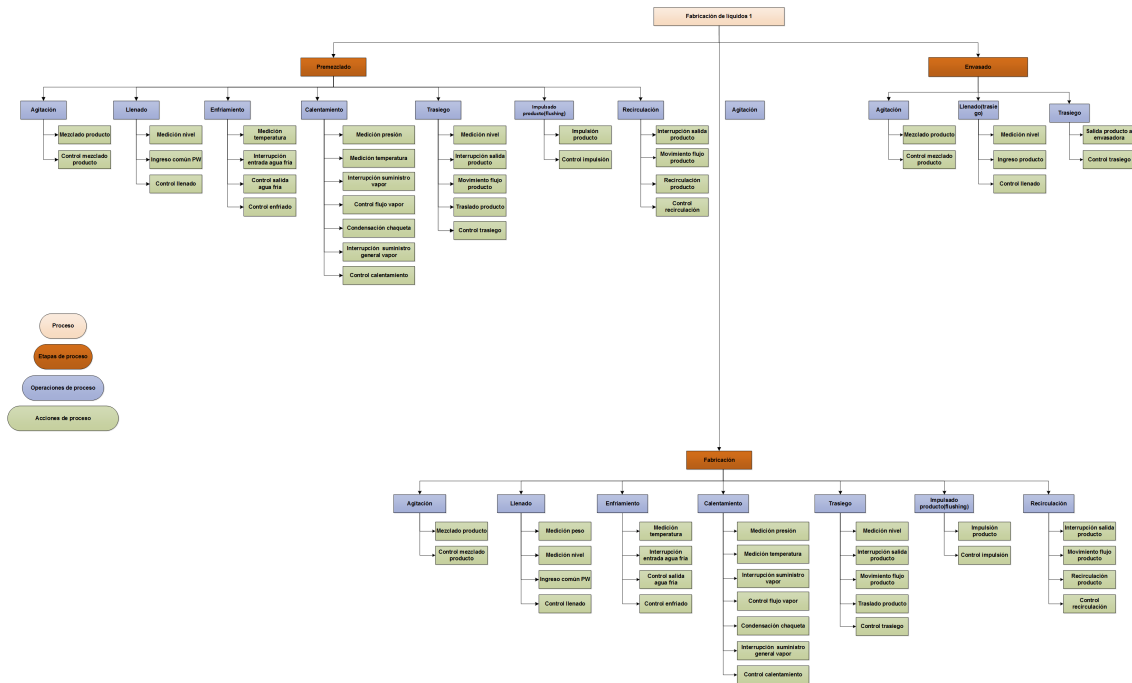 Fabricación de líquidos 1
Premezclado
Envasado
Agitación
Llenado
Enfriamiento
Calentamiento
Trasiego
Impulsado
producto(flushing)
Recirculación
Agitación
Agitación
Llenado(trasie
go)
Trasiego
Mezclado producto
Control mezclado
producto
Medición nivel
Ingreso común PW
Control llenado
Medición
temperatura
Interrupción
entrada agua fría
Control salida
agua fría
Control enfriado
Medición presión
Medición temperatura
Interrupción suministro
vapor
Control flujo vapor
Condensación chaqueta
Interrupción suministro
general vapor
Control calentamiento
Medición nivel
Interrupción salida
producto
Movimiento flujo
producto
Traslado producto
Control trasiego
Impulsión
producto
Control impulsión
Interrupción salida
producto
Movimiento flujo
producto
Recirculación
producto
Control
recirculación
Mezclado producto
Control mezclado
producto
Medición nivel
Ingreso producto
Control llenado
Salida producto a
envasadora
Control trasiego
Proceso
Etapas de proceso
Operaciones de proceso
Acciones de proceso
Fabricación
Agitación
Llenado
Enfriamiento
Calentamiento
Trasiego
Impulsado
producto(flushing)
Recirculación
Mezclado producto
Control mezclado
producto
Medición peso
Medición nivel
Ingreso común PW
Control llenado
Medición
temperatura
Interrupción
entrada agua fría
Control salida
agua fría
Control enfriado
Medición presión
Medición temperatura
Interrupción suministro
vapor
Control flujo vapor
Condensación chaqueta
Interrupción suministro
general vapor
Control calentamiento
Medición nivel
Interrupción salida
producto
Movimiento flujo
producto
Traslado producto
Control trasiego
Impulsión
producto
Control impulsión
Interrupción salida
producto
Movimiento flujo
producto
Recirculación
producto
Control
recirculación